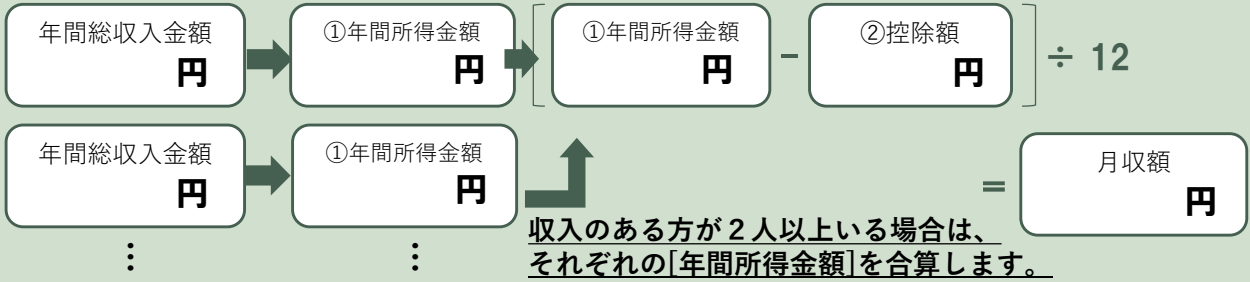 年間総収入金額
円
①年間所得金額
円
①年間所得金額
円
－
②控除額
円
÷ 12
年間総収入金額
円
①年間所得金額
円
＝
月収額
円
収入のある方が２人以上いる場合は、
それぞれの[年間所得金額]を合算します。
⋮
⋮